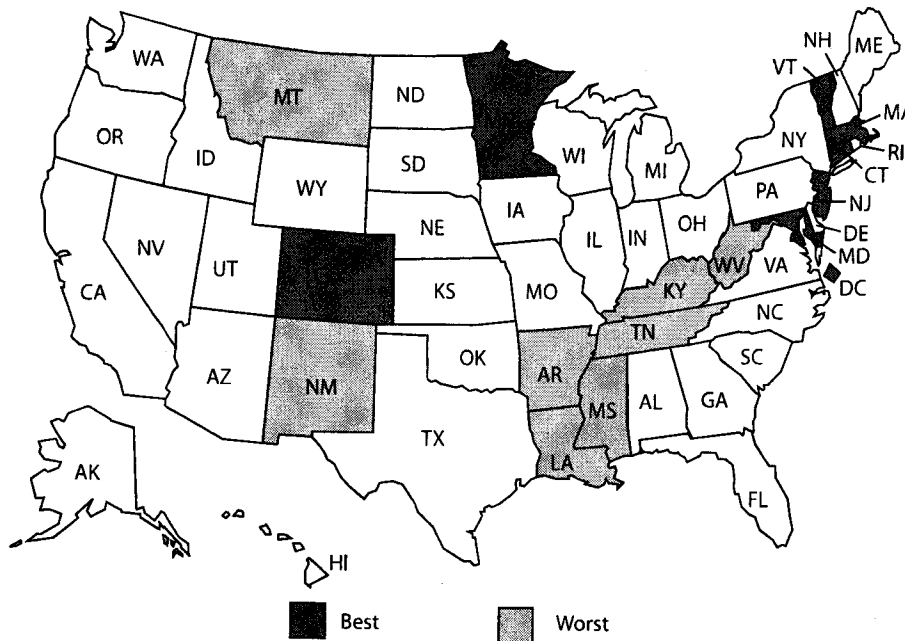 NH
ME
VT
WA
MT
ND
MA
OR
NY
RI
ID
SD
WI
MI
CT
WY
PA
NJ
IA
NE
OH
DE
NV
IL
IN
MD
UT
WV
VA
CA
KS
MO
KY
DC
NC
TN
OK
AZ
NM
AR
SC
MS
AL
GA
TX
LA
AK
FL
HI
Best
Worst